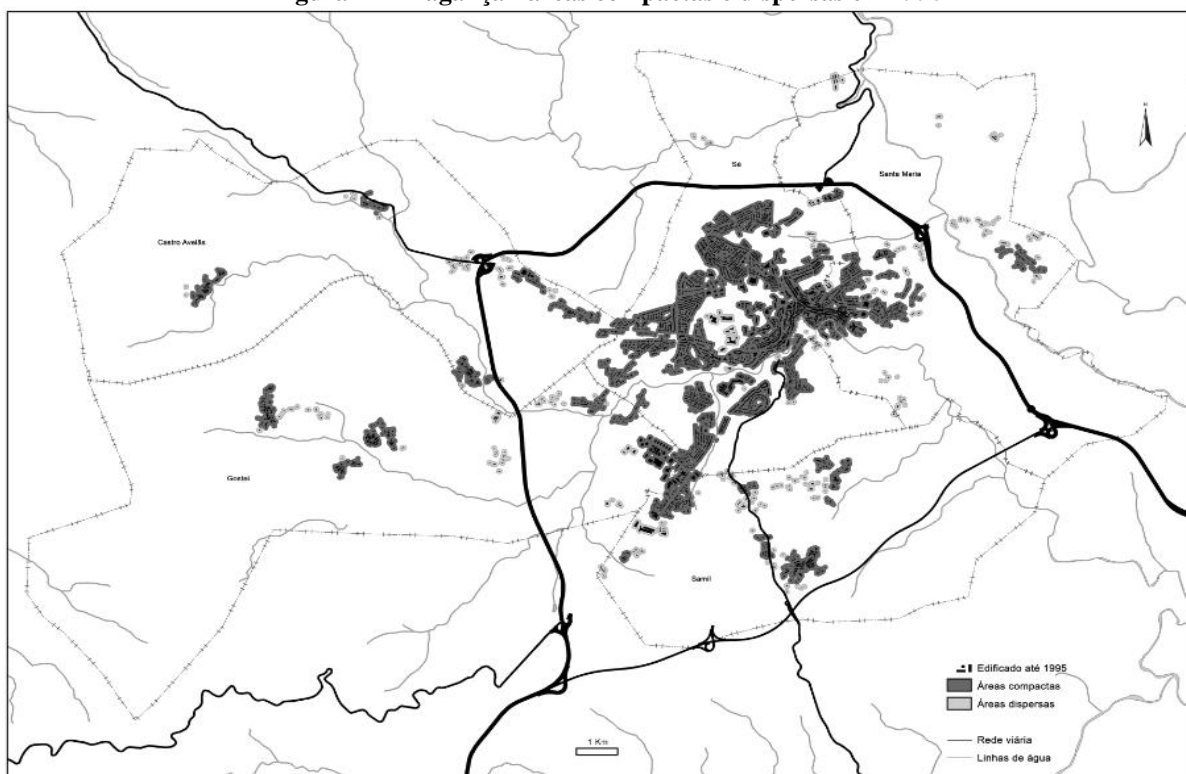 N
Sé
Santa Maria
Castro Avelãs
Gostei
Samil
Edificado até 1995
Áreas compactas
Áreas dispersas
1 Km
Rede viária
Linhas de água